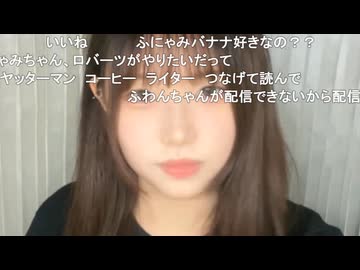 いいね ふにゃみバナナ好きなの？？
ゃみちゃん、ロバーツがやりたいだって
ヤッターマン コーヒー ライター つなげて読んで
ふわんちゃんが配信できないから配信